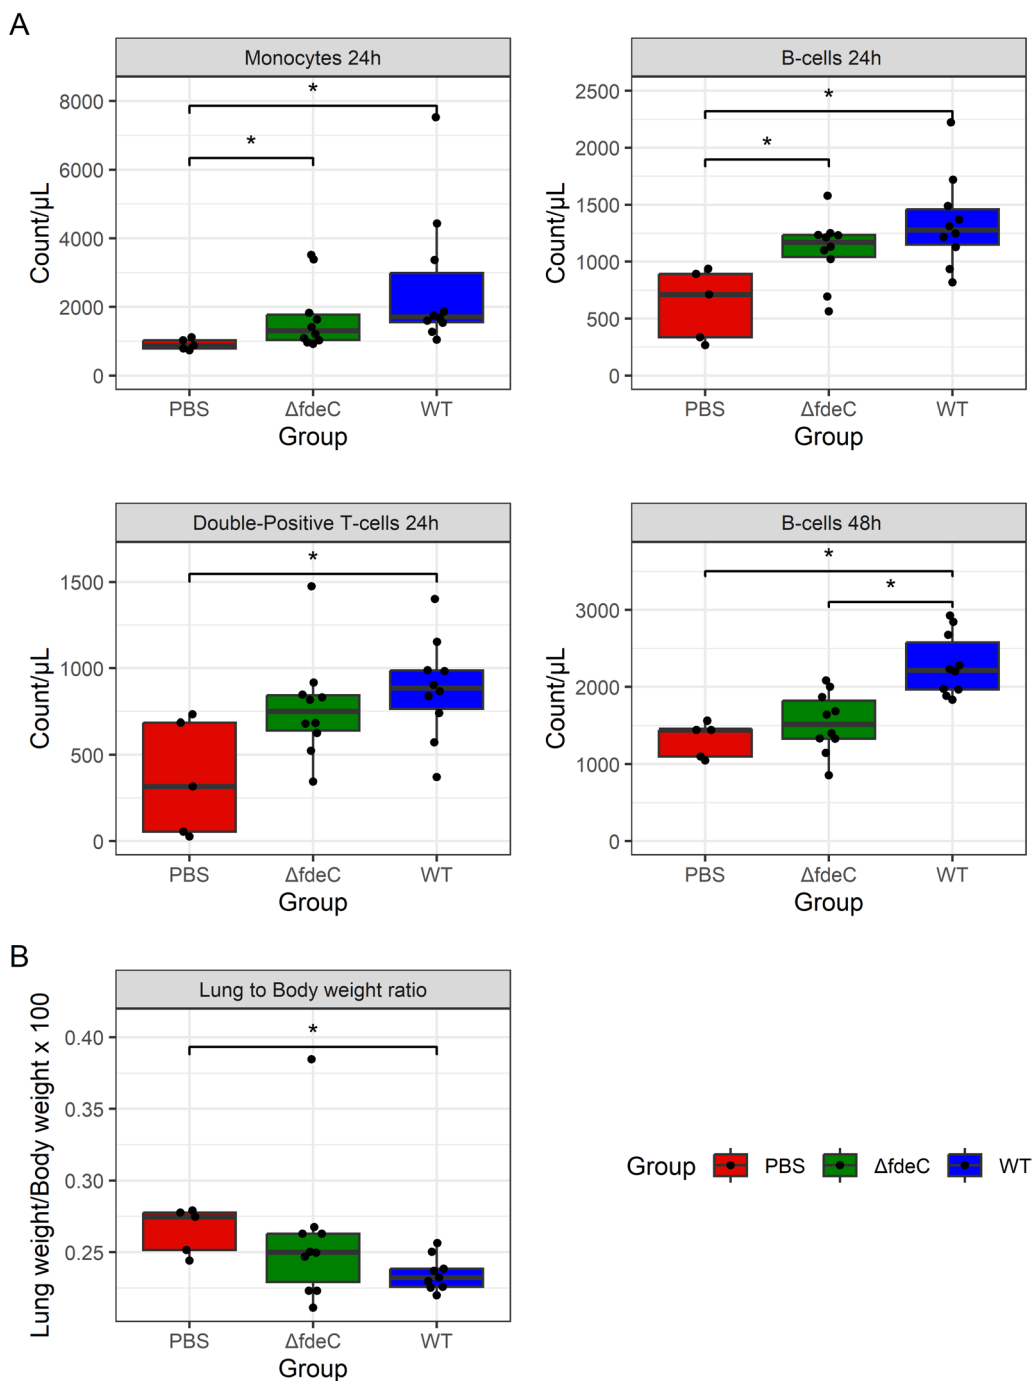 A
Monocytes 24h
*
*
8000
6000
4000
2000
0
Count/μL
PBS
ΔfdeC
WT
Group
B-cells 24h
*
*
2500
2000
1500
1000
500
0
Count/μL
PBS
ΔfdeC
WT
Group
Double-Positive T-cells 24h
*
1500
1000
500
0
Count/μL
PBS
ΔfdeC
WT
Group
B-cells 48h
*
*
3000
2000
1000
0
Count/μL
PBS
ΔfdeC
WT
Group
B
Lung to Body weight ratio
*
0.40
0.35
0.30
0.25
Lung weight/Body weight x 100
PBS
ΔfdeC
WT
Group
Group PBS ΔfdeC WT